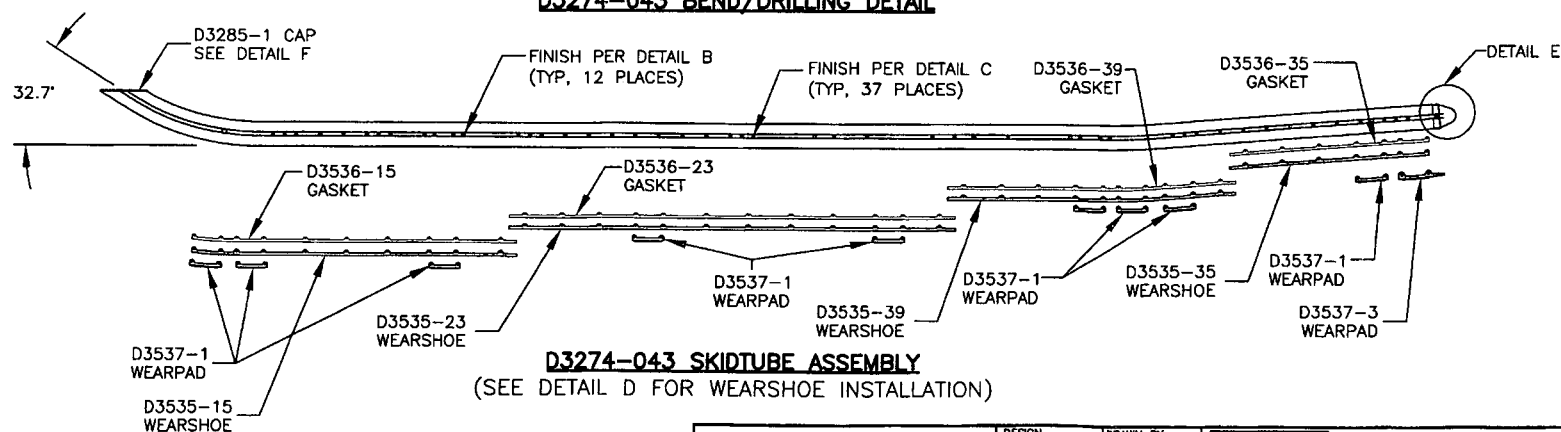 D3274-043 BEND/DRILLING DETAIL
D3285-1 CAP
SEE DETAIL F
FINISH PER DETAIL B
(TYP, 12 PLACES)
FINISH PER DETAIL C
(TYP, 37 PLACES)
D3536-39
GASKET
D3536-35
GASKET
DETAIL E
32.7°
D3536-15
GASKET
D3536-23
GASKET
D3537-1
WEARPAD
D3535-15
WEARSHOE
D3535-23
WEARSHOE
D3537-1
WEARPAD
D3535-39
WEARSHOE
D3537-1
WEARPAD
D3535-35
WEARSHOE
D3537-1
WEARPAD
D3537-3
WEARPAD
D3274-043 SKIDTUBE ASSEMBLY
(SEE DETAIL D FOR WEARSHOE INSTALLATION)
DESIGN
DRAWN BY